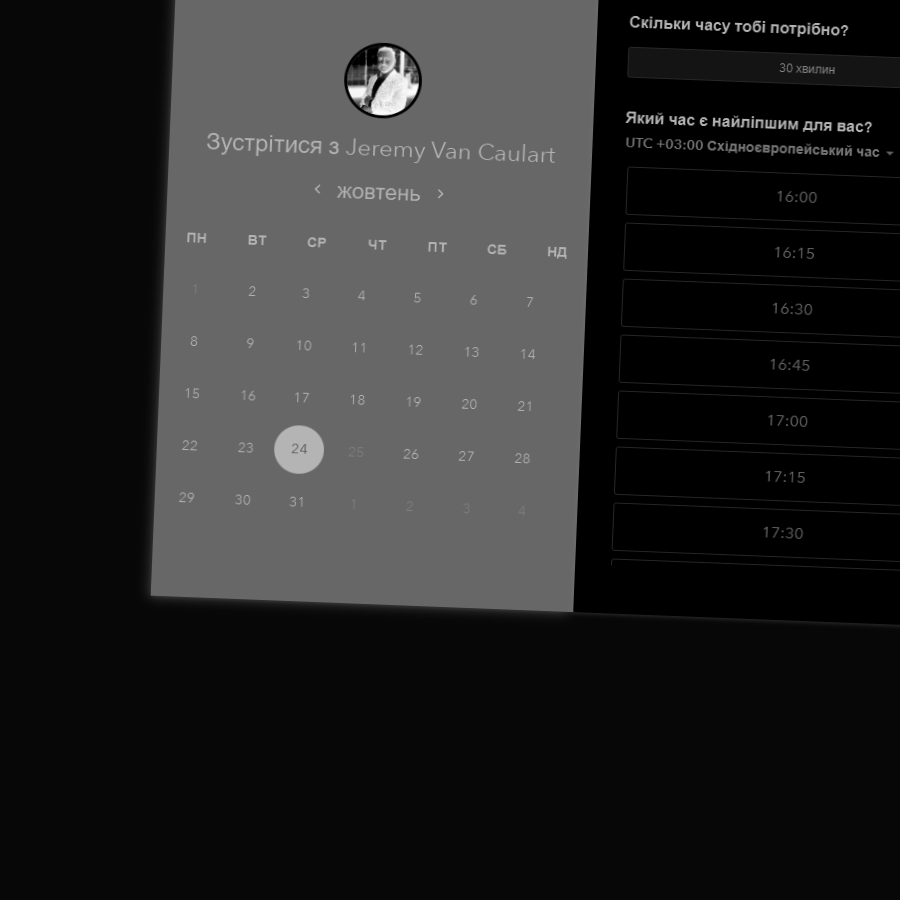 Зустрітися з Jeremy Van Caulart
жовтень
ПН ВТ СР ЧТ ПТ СБ НД
1 2 3 4 5 6 7
8 9 10 11 12 13 14
15 16 17 18 19 20 21
22 23 24 25 26 27 28
29 30 31 1 2 3 4
Скільки часу тобі потрібно?
30 хвилин
Який час є найліпшим для вас?
UTC +03:00 Східноєвропейський час
16:00
16:15
16:30
16:45
17:00
17:15
17:30